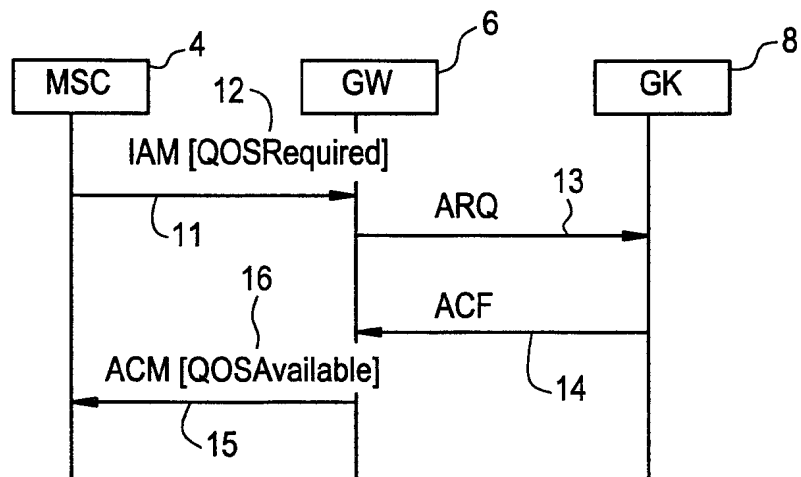 4
6
8
MSC
GW
GK
12
IAM [QOSRequired]
11
ARQ
13
16
ACF
ACM [QOSAvailable]
14
15